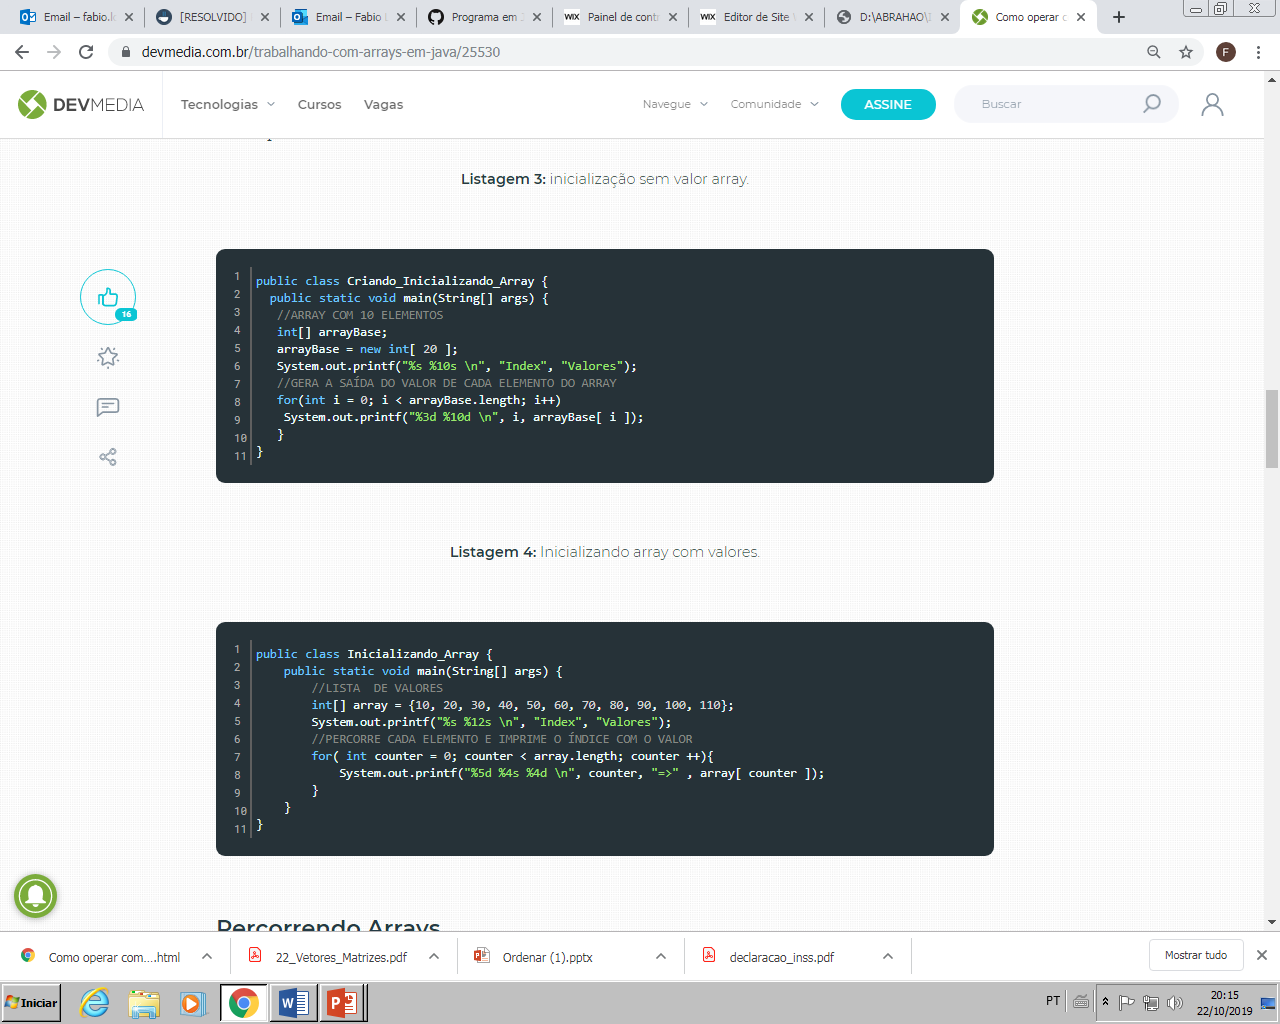 Email – fabio.l
[RESOLVIDO]
Email – Fabio
Programa em
Painel de cont
Editor de Site
D:\ABRAHAO\
Como operar
devmedia.com.br/trabalhando-com-arrays-em-java/25530
F
DEVMEDIA
Tecnologias
Cursos
Vagas
Navegue
Comunidade
ASSINE
Buscar
Listagem 3: inicialização sem valor array.
16
1 public class Criando_Inicializando_Array {
2 public static void main(String[] args) {
3 //ARRAY COM 10 ELEMENTOS
4 int[] arrayBase;
5 arrayBase = new int[ 20 ];
6 System.out.printf("%s %10s \n", "Index", "Valores");
7 //GERA A SAÍDA DO VALOR DE CADA ELEMENTO DO ARRAY
8 for(int i = 0; i < arrayBase.length; i++)
9 System.out.printf("%3d %10d \n", i, arrayBase[ i ]);
10 }
11 }
Listagem 4: Inicializando array com valores.
1 public class Inicializando_Array {
2 public static void main(String[] args) {
3 //LISTA  DE VALORES
4 int[] array = {10, 20, 30, 40, 50, 60, 70, 80, 90, 100, 110};
5 System.out.printf("%s %12s \n", "Index", "Valores");
6 //PERCORRE CADA ELEMENTO E IMPRIME O ÍNDICE COM O VALOR
7 for( int counter = 0; counter < array.length; counter ++){
8 System.out.printf("%5d %4s %4d \n", counter, "=>" , array[ counter ]);
9 }
10 }
11 }
Percorrendo Arrays
Como operar com....html
22_Vetores_Matrizes.pdf
Ordenar (1).pptx
declaracao_inss.pdf
Mostrar tudo
Iniciar
PT
20:15
22/10/2019